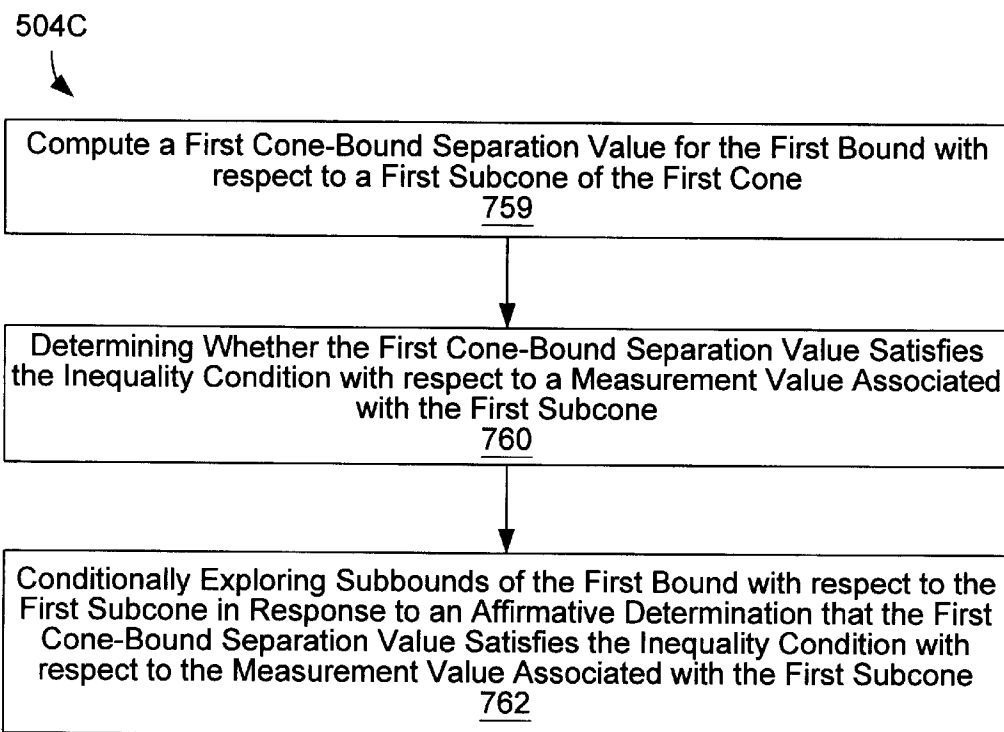 504C
Compute a First Cone-Bound Separation Value for the First Bound with
respect to a First Subcone of the First Cone
759
Determining Whether the First Cone-Bound Separation Value Satisfies
the Inequality Condition with respect to a Measurement Value Associated
with the First Subcone
760
Conditionally Exploring Subbounds of the First Bound with respect to the
First Subcone in Response to an Affirmative Determination that the First
Cone-Bound Separation Value Satisfies the Inequality Condition with
respect to the Measurement Value Associated with the First Subcone
762